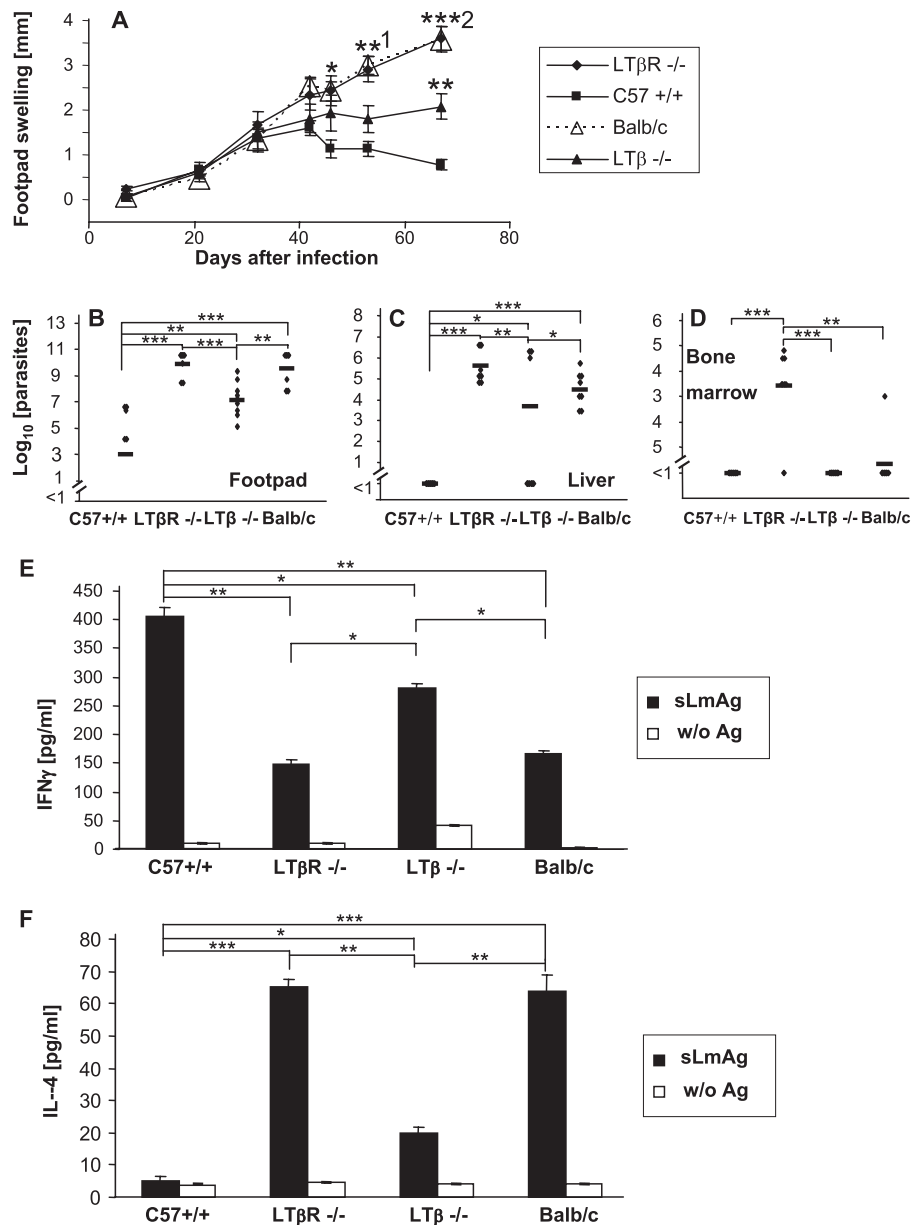 A
Footpad swelling [mm]
4
3
2
1
0
0 20 40 60 80
Days after infection
* **1 ***2
**
LTβR -/-
C57 +/+
Balb/c
LTβ -/-
B
Log10 [parasites]
13
11
9
7
5
3
1
<1
***
**
*** *** **
Footpad
C57+/+ LTβR -/- LTβ -/- Balb/c
C
8
7
6
5
4
3
2
1
<1
***
*
*** ** *
Liver
C57+/+ LTβR -/- LTβ -/- Balb/c
D
6
5
4
3
2
5
<1
*** **
***
Bone
marrow
C57+/+ LTβR -/- LTβ -/- Balb/c
E
IFNγ [pg/ml]
450
400
350
300
250
200
150
100
50
0
**
*
**
* *
C57+/+ LTβR -/- LTβ -/- Balb/c
sLmAg
w/o Ag
F
IL--4 [pg/ml]
80
70
60
50
40
30
20
10
0
***
*
*** ** **
C57+/+ LTβR -/- LTβ -/- Balb/c
sLmAg
w/o Ag